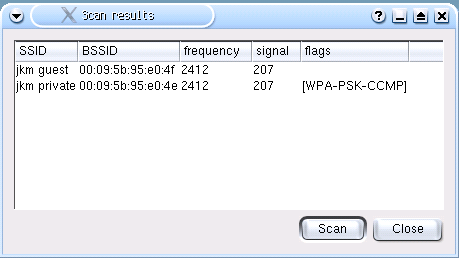 Scan results
SSID BSSID frequency signal flags
jkm guest 00:09:5b:95:e0:4f 2412 207
jkm private 00:09:5b:95:e0:4e 2412 207 [WPA-PSK-CCMP]
Scan Close